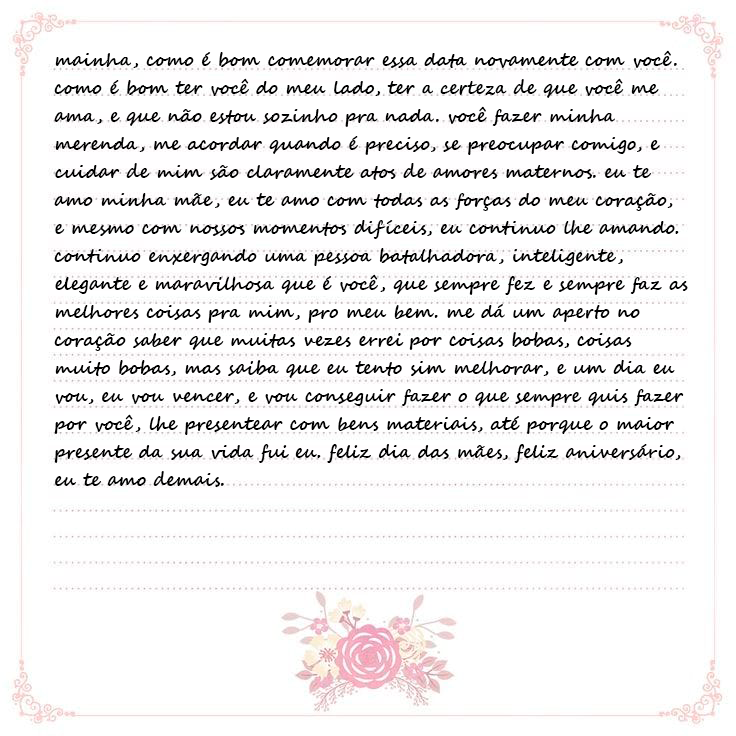 mainha, como é bom comemorar essa data novamente com você.
como é bom ter você do meu lado, ter a certeza de que você me
ama, e que não estou sozinho pra nada. você fazer minha
merenda, me acordar quando é preciso, se preocupar comigo, e
cuidar de mim são claramente atos de amores maternos. eu te
amo minha mãe, eu te amo com todas as forças do meu coração,
e mesmo com nossos momentos difíceis, eu continuo lhe amando.
continuo enxergando uma pessoa batalhadora, inteligente,
elegante e maravilhosa que é você, que sempre fez e sempre faz as
melhores coisas pra mim, pro meu bem. me dá um aperto no
coração saber que muitas vezes errei por coisas bobas, coisas
muito bobas, mas saiba que eu tento sim melhorar, e um dia eu
vou, eu vou vencer, e vou conseguir fazer o que sempre quis fazer
por você, lhe presentear com bens materiais, até porque o maior
presente da sua vida fui eu. feliz dia das mães, feliz aniversário,
eu te amo demais.